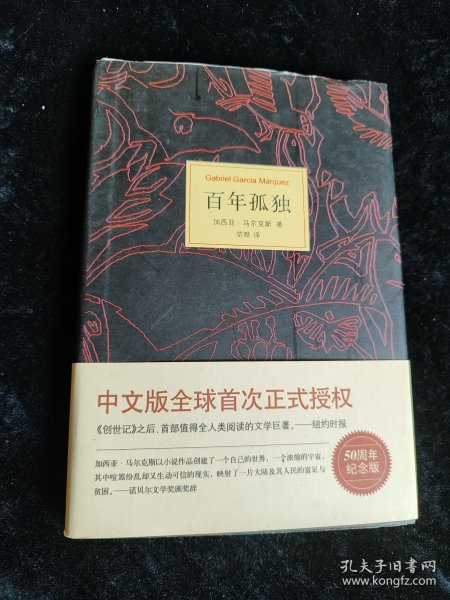 Gabriel García Márquez
百年孤独
加西亚·马尔克斯 著
范晔 译
中文版全球首次正式授权
《创世记》之后，首部值得全人类阅读的文学巨著。——纽约时报
加西亚·马尔克斯以小说作品创建了一个自己的世界，一个浓缩的宇宙，
其中喧嚣纷乱却又生动可信的现实，映射了一片大陆及其人民的富足与
贫困。——诺贝尔文学奖颁奖辞
50周年
纪念版
孔夫子旧书网
www.kongfz.com